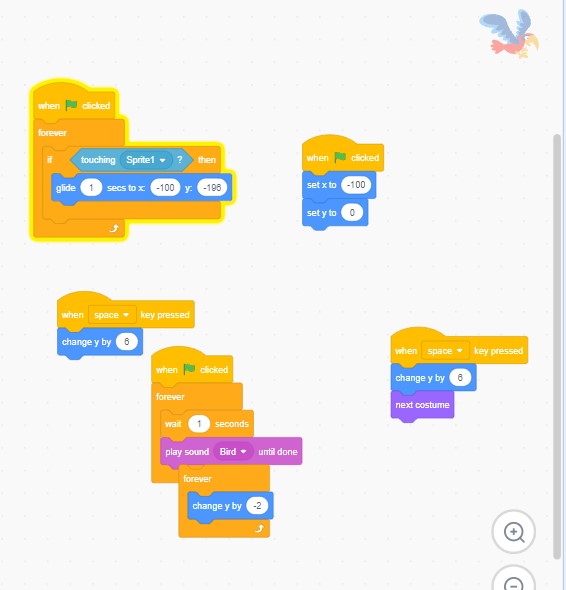 when clicked
forever
if touching Sprite1 ? then
glide 1 secs to x: -100 y: -196
when clicked
set x to -100
set y to 0
when space key pressed
change y by 6
when clicked
forever
wait 1 seconds
play sound Bird until done
forever
change y by -2
when space key pressed
change y by 6
next costume